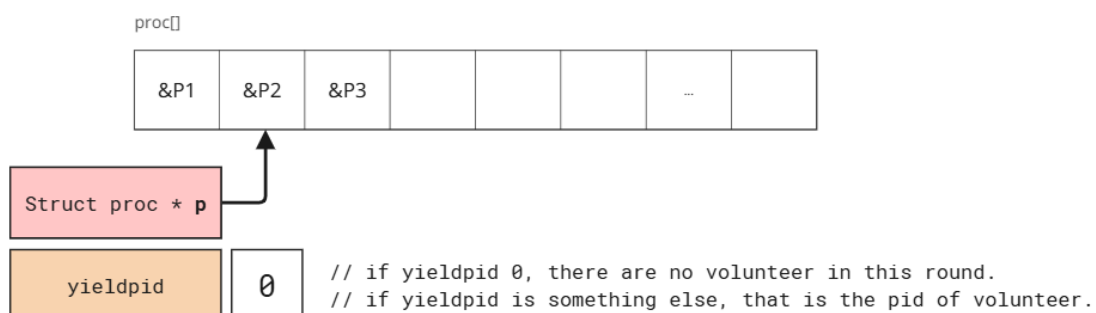 proc[]
&P1 &P2 &P3 ...
Struct proc * p
yieldpid 0
// if yieldpid 0, there are no volunteer in this round.
// if yieldpid is something else, that is the pid of volunteer.